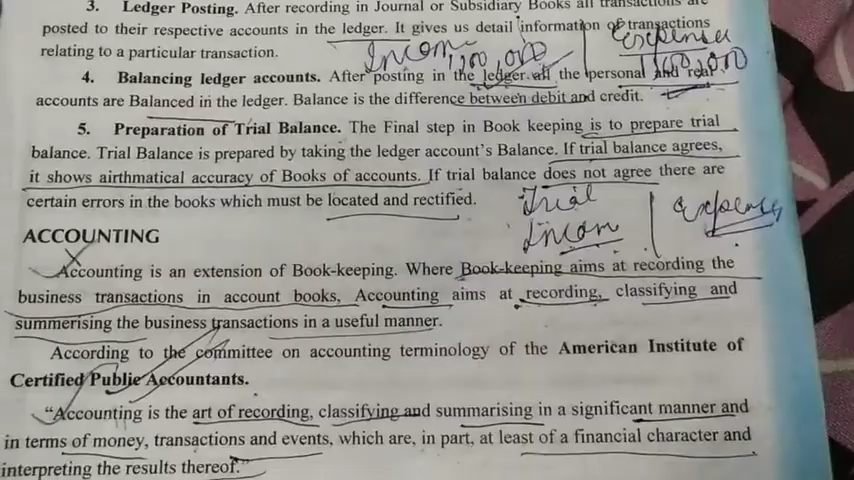 3. Ledger Posting. After recording in Journal or Subsidiary Books all transactions are
posted to their respective accounts in the ledger. It gives us detail information of transactions
relating to a particular transaction.
Incom
Expenses
4. Balancing ledger accounts. After posting in the ledger all the personal and real
accounts are Balanced in the ledger. Balance is the difference between debit and credit.
5. Preparation of Trial Balance. The Final step in Book keeping is to prepare trial
balance. Trial Balance is prepared by taking the ledger account's Balance. If trial balance agrees,
it shows airthmatical accuracy of Books of accounts. If trial balance does not agree there are
certain errors in the books which must be located and rectified.
Trial
Incom
Expenses
ACCOUNTING
Accounting is an extension of Book-keeping. Where Book-keeping aims at recording the
business transactions in account books, Accounting aims at recording, classifying and
summerising the business transactions in a useful manner.
According to the committee on accounting terminology of the American Institute of
Certified Public Accountants.
"Accounting is the art of recording, classifying and summarising in a significant manner and
in terms of money, transactions and events, which are, in part, at least of a financial character and
interpreting the results thereof."